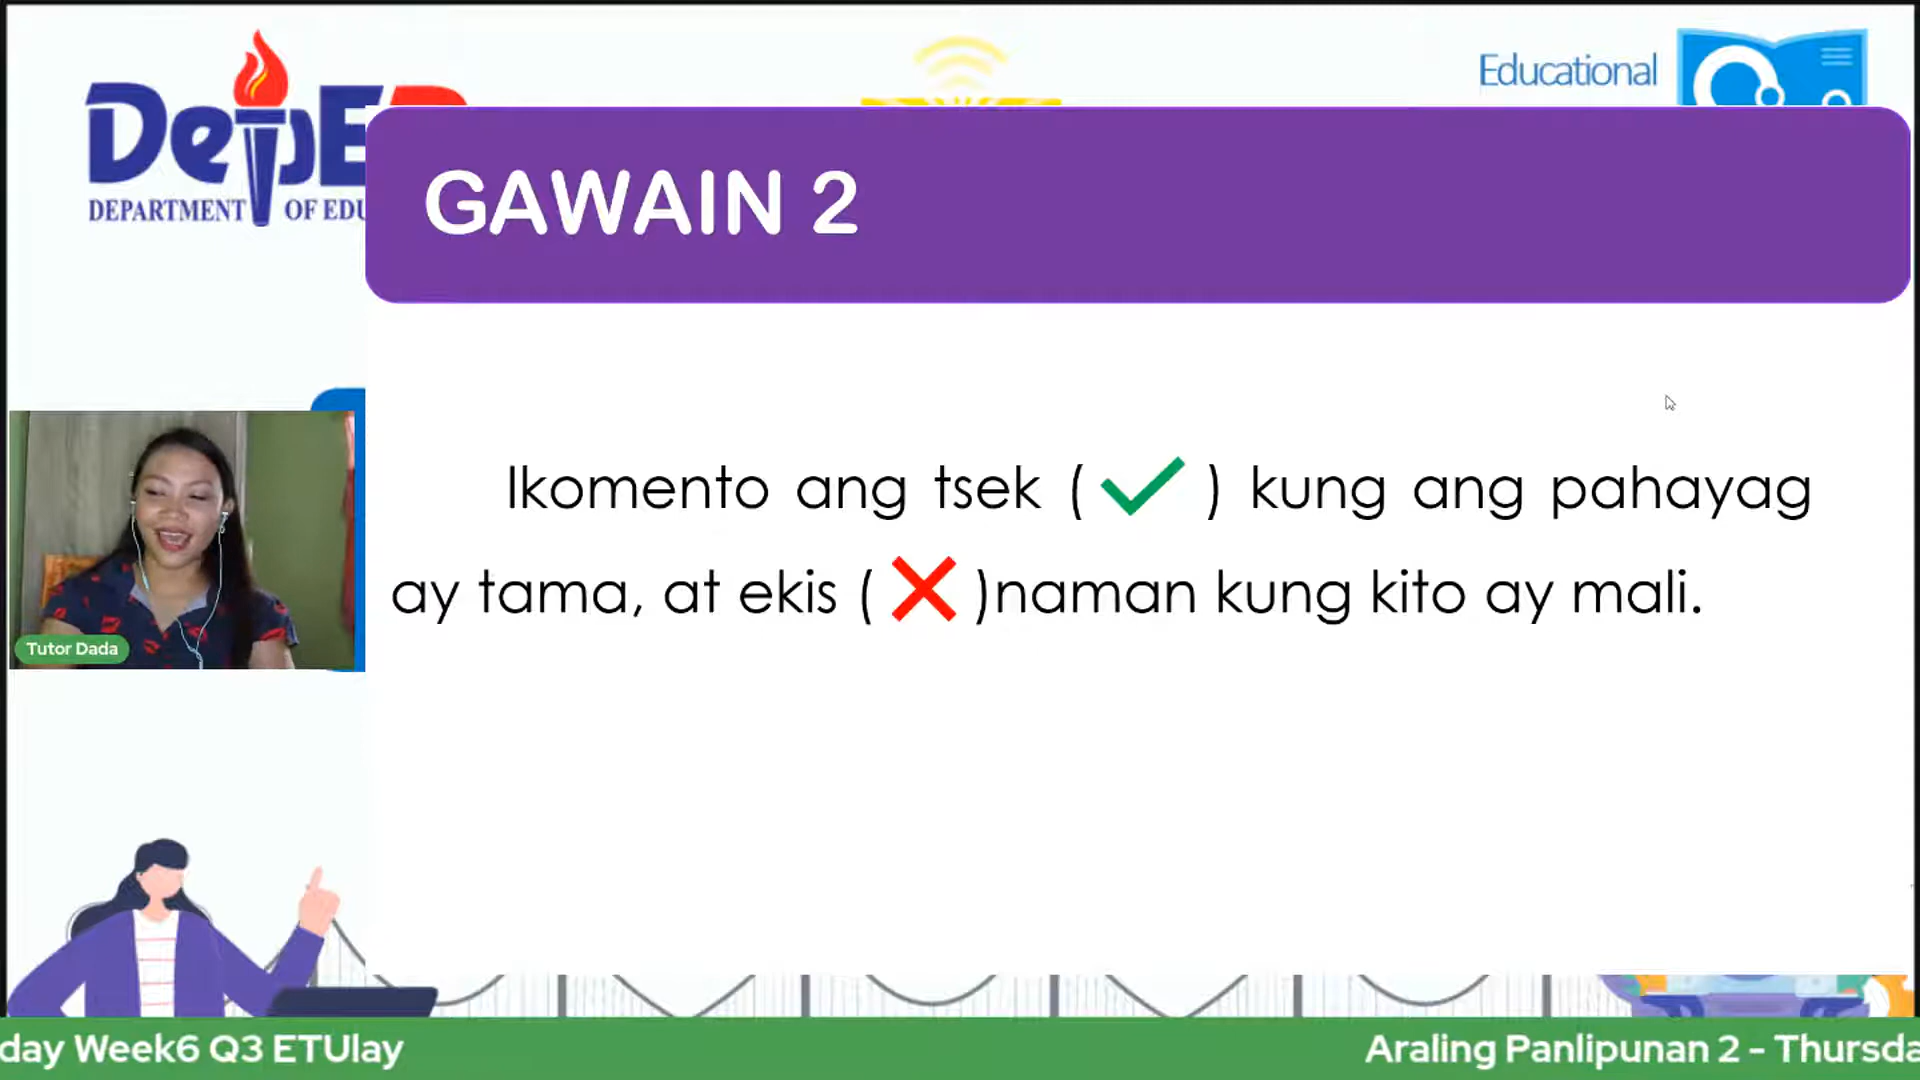 DepED
DEPARTMENT OF EDU
Educational
GAWAIN 2
Ikomento ang tsek ( ✓ ) kung ang pahayag
ay tama, at ekis ( ✗ )naman kung kito ay mali.
Tutor Dada
day Week6 Q3 ETUlay
Araling Panlipunan 2 - Thursda